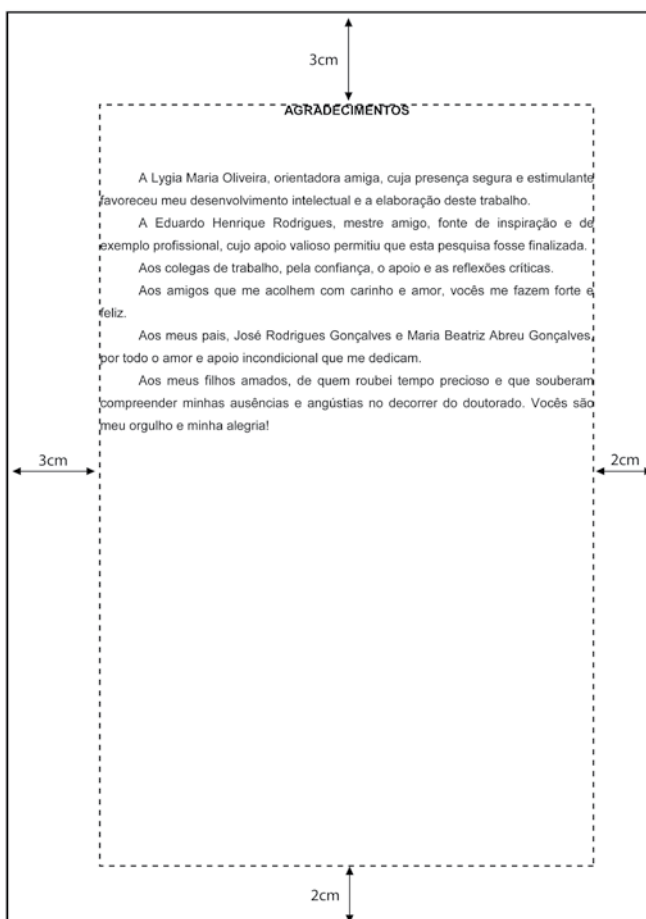 3cm
AGRADECIMENTOS
A Lygia Maria Oliveira, orientadora amiga, cuja presença segura e estimulante
favoreceu meu desenvolvimento intelectual e a elaboração deste trabalho.
A Eduardo Henrique Rodrigues, mestre amigo, fonte de inspiração e de
exemplo profissional, cujo apoio valioso permitiu que esta pesquisa fosse finalizada.
Aos colegas de trabalho, pela confiança, o apoio e as reflexões críticas.
Aos amigos que me acolhem com carinho e amor, vocês me fazem forte e
feliz.
Aos meus pais, José Rodrigues Gonçalves e Maria Beatriz Abreu Gonçalves,
por todo o amor e apoio incondicional que me dedicam.
Aos meus filhos amados, de quem roubei tempo precioso e que souberam
compreender minhas ausências e angústias no decorrer do doutorado. Vocês são
meu orgulho e minha alegria!
3cm
2cm
2cm